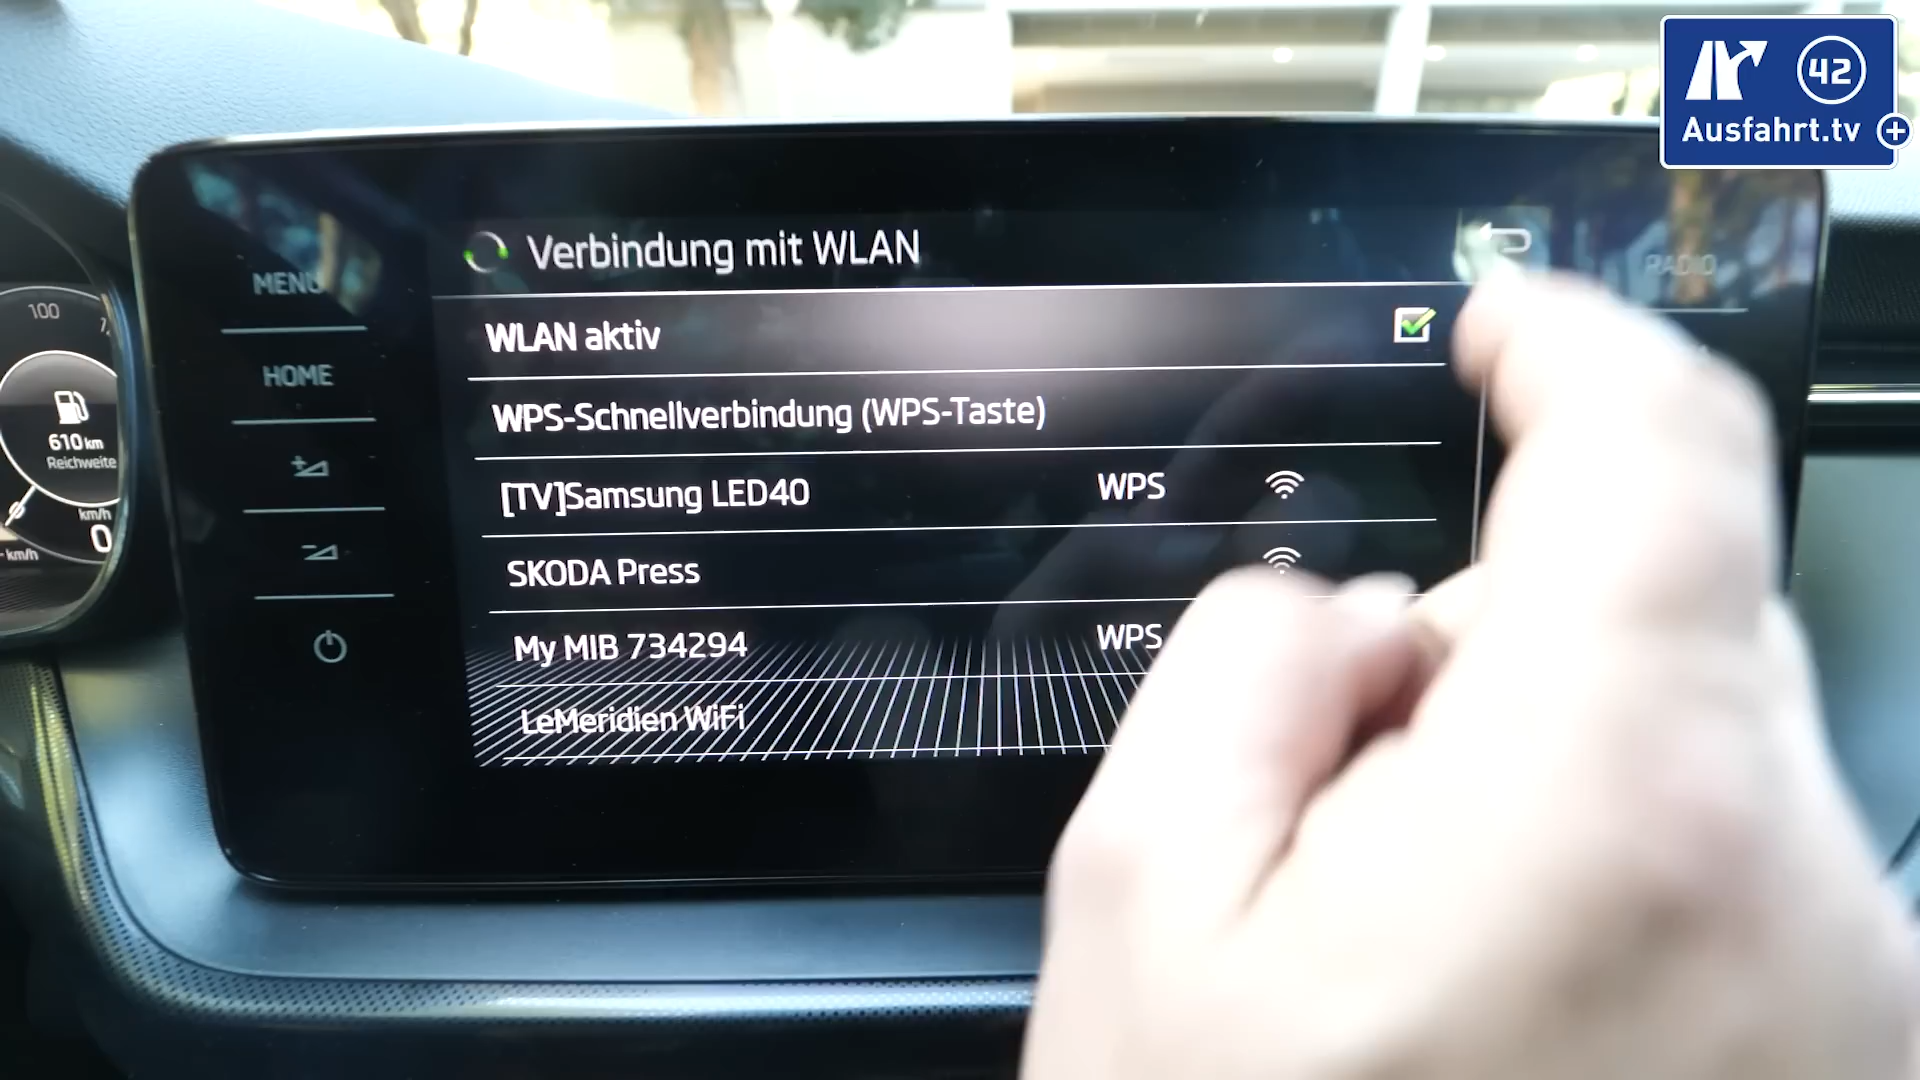 42
Ausfahrt.tv +
Verbindung mit WLAN
MENU
RADIO
WLAN aktiv
HOME
WPS-Schnellverbindung (WPS-Taste)
[TV]Samsung LED40 WPS
SKODA Press
My MIB 734294 WPS
LeMeridien WiFi
100
610 km
Reichweite
km/h
0
km/h